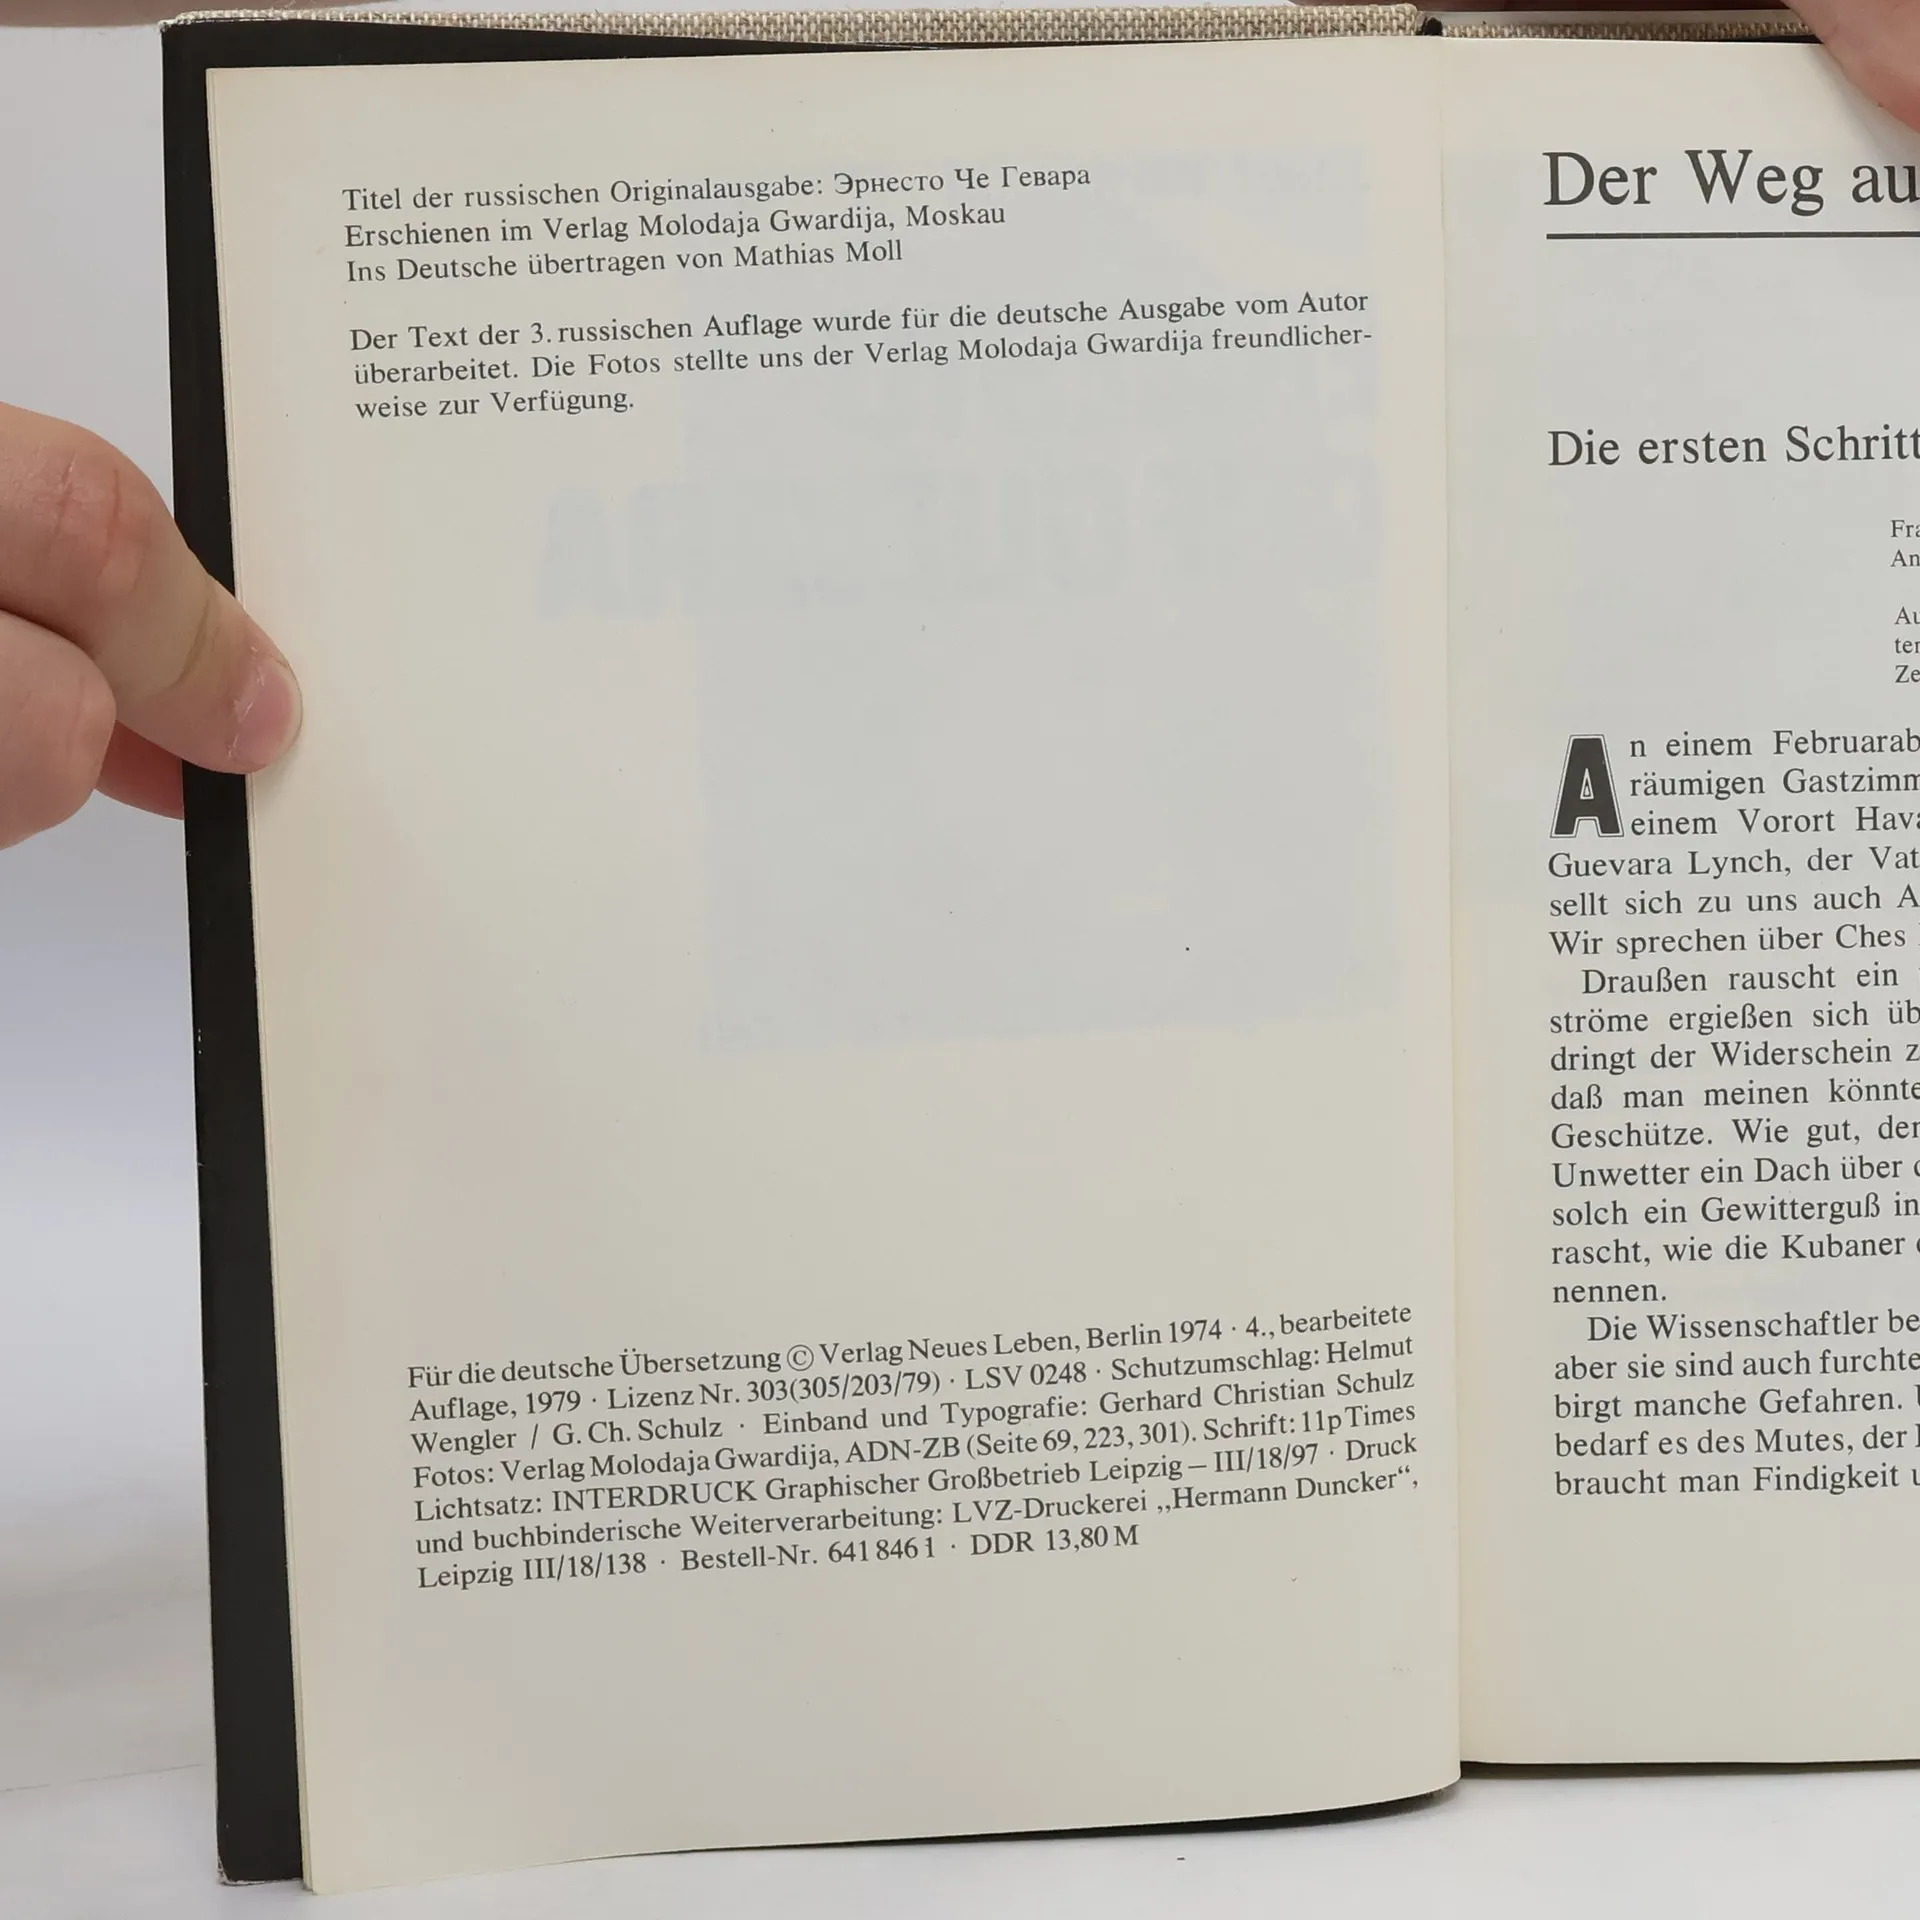 Titel der russischen Originalausgabe: Эрнесто Че Гевара
Erschienen im Verlag Molodaja Gwardija, Moskau
Ins Deutsche übertragen von Mathias Moll
Der Text der 3. russischen Auflage wurde für die deutsche Ausgabe vom Autor
überarbeitet. Die Fotos stellte uns der Verlag Molodaja Gwardija freundlicher-
weise zur Verfügung.
Für die deutsche Übersetzung © Verlag Neues Leben, Berlin 1974 · 4., bearbeitete
Auflage, 1979 · Lizenz Nr. 303(305/203/79) · LSV 0248 · Schutzumschlag: Helmut
Wengler / G. Ch. Schulz · Einband und Typografie: Gerhard Christian Schulz
Fotos: Verlag Molodaja Gwardija, ADN-ZB (Seite 69, 223, 301). Schrift: 11p Times
Lichtsatz: INTERDRUCK Graphischer Großbetrieb Leipzig – III/18/97 · Druck
und buchbinderische Weiterverarbeitung: LVZ-Druckerei „Hermann Duncker“,
Leipzig III/18/138 · Bestell-Nr. 641 846 1 · DDR 13,80 M
Der Weg au
Die ersten Schritt
Fra
An
Au
ter
Ze
An einem Februarab
räumigen Gastzimm
einem Vorort Hava
Guevara Lynch, der Vat
sellt sich zu uns auch A
Wir sprechen über Ches
Draußen rauscht ein
ströme ergießen sich üb
dringt der Widerschein z
daß man meinen könnte
Geschütze. Wie gut, der
Unwetter ein Dach über
solch ein Gewitterguß in
rascht, wie die Kubaner
nennen.
Die Wissenschaftler be
aber sie sind auch furchte
birgt manche Gefahren.
bedarf es des Mutes, der
braucht man Findigkeit u